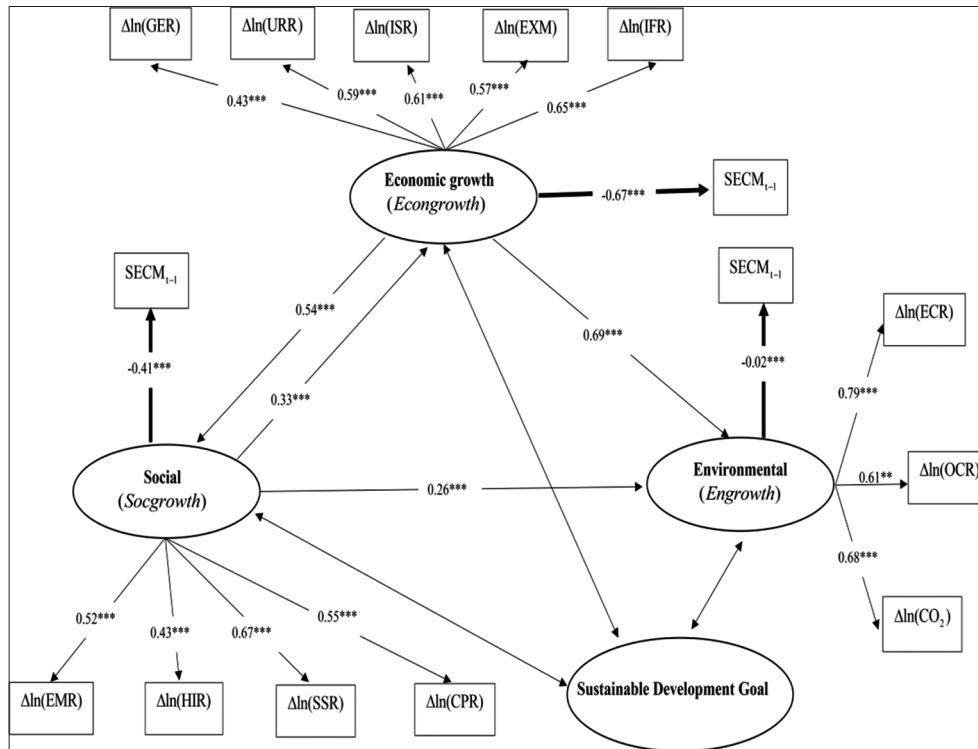 Δln(GER)
Δln(URR)
Δln(ISR)
Δln(EXM)
Δln(IFR)
0.43***
0.59***
0.61***
0.57***
0.65***
Economic growth
(Econgrowth)
-0.67***
SECMt–1
SECMt–1
SECMt–1
0.54***
0.69***
Δln(ECR)
-0.41***
-0.02***
0.33***
0.79***
Social
(Socgrowth)
0.26***
Environmental
(Engrowth)
0.61**
Δln(OCR)
0.68***
0.52***
0.43***
0.67***
0.55***
Δln(CO2)
Δln(EMR)
Δln(HIR)
Δln(SSR)
Δln(CPR)
Sustainable Development Goal